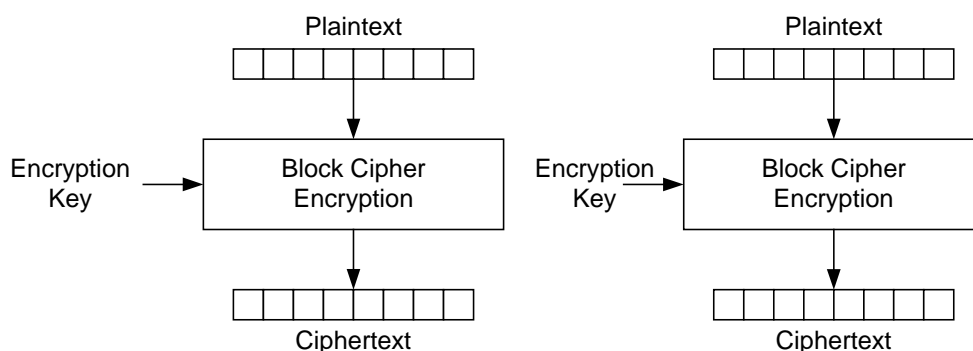 Plaintext
Encryption
Key
Block Cipher
Encryption
Ciphertext
Plaintext
Encryption
Key
Block Cipher
Encryption
Ciphertext